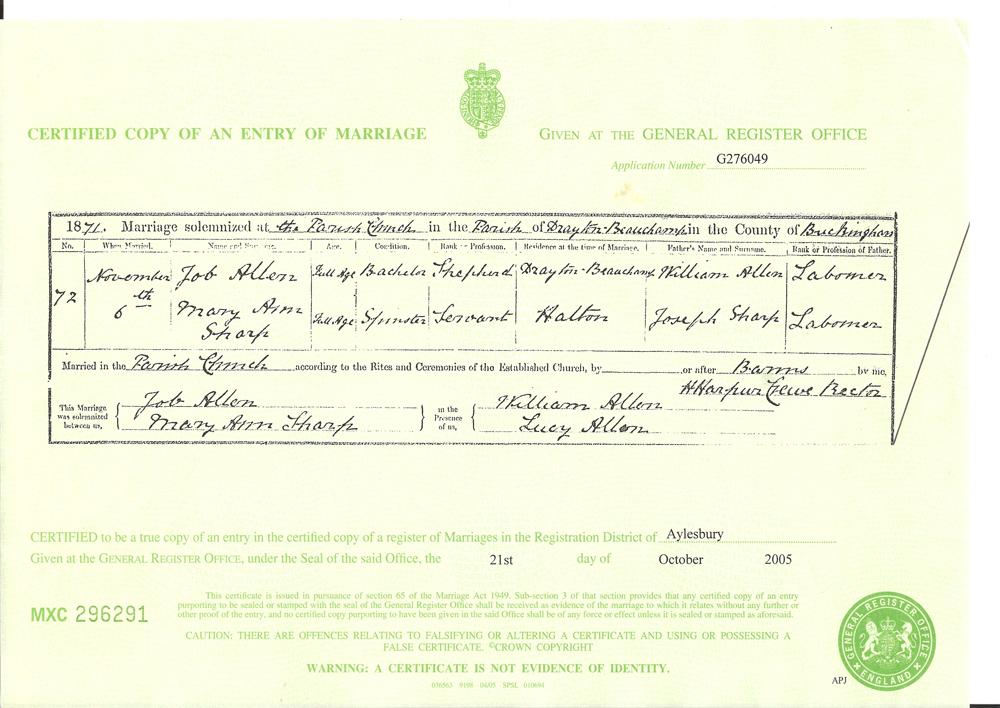 CERTIFIED COPY OF AN ENTRY OF MARRIAGE
GIVEN AT THE GENERAL REGISTER OFFICE
Application Number G276049
1871. Marriage solemnized at the Parish Church in the Parish of Drayton-Beauchamp in the County of Buckingham
No. When Married. Name and Surname. Age. Condition. Rank or Profession. Residence at the time of Marriage. Father's Name and Surname. Rank or Profession of Father.
72 November 6th Job Allen Full Age Bachelor Shepherd Drayton-Beauchamp William Allen Labourer
Mary Ann Sharp Full Age Spinster Servant Halton Joseph Sharp Labourer
Married in the Parish Church according to the Rites and Ceremonies of the Established Church, by or after Banns by me,
H Harpur Crewe Rector
This Marriage was solemnized between us, Job Allen
Mary Ann Sharp
in the Presence of us, William Allen
Lucy Allen
CERTIFIED to be a true copy of an entry in the certified copy of a register of Marriages in the Registration District of Aylesbury
Given at the GENERAL REGISTER OFFICE, under the Seal of the said Office, the 21st day of October 2005
MXC 296291
This certificate is issued in pursuance of section 65 of the Marriage Act 1949. Sub-section 3 of that section provides that any certified copy of an entry
purporting to be sealed or stamped with the seal of the General Register Office shall be received as evidence of the marriage to which it relates without any further or
other proof of the entry, and no certified copy purporting to have been given in the said Office shall be of any force or effect unless it is sealed or stamped as aforesaid.
CAUTION: THERE ARE OFFENCES RELATING TO FALSIFYING OR ALTERING A CERTIFICATE AND USING OR POSSESSING A
FALSE CERTIFICATE. ©CROWN COPYRIGHT
WARNING: A CERTIFICATE IS NOT EVIDENCE OF IDENTITY.
036563 9198 04/05 SPSL 010694
APJ
GENERAL REGISTER OFFICE
ENGLAND